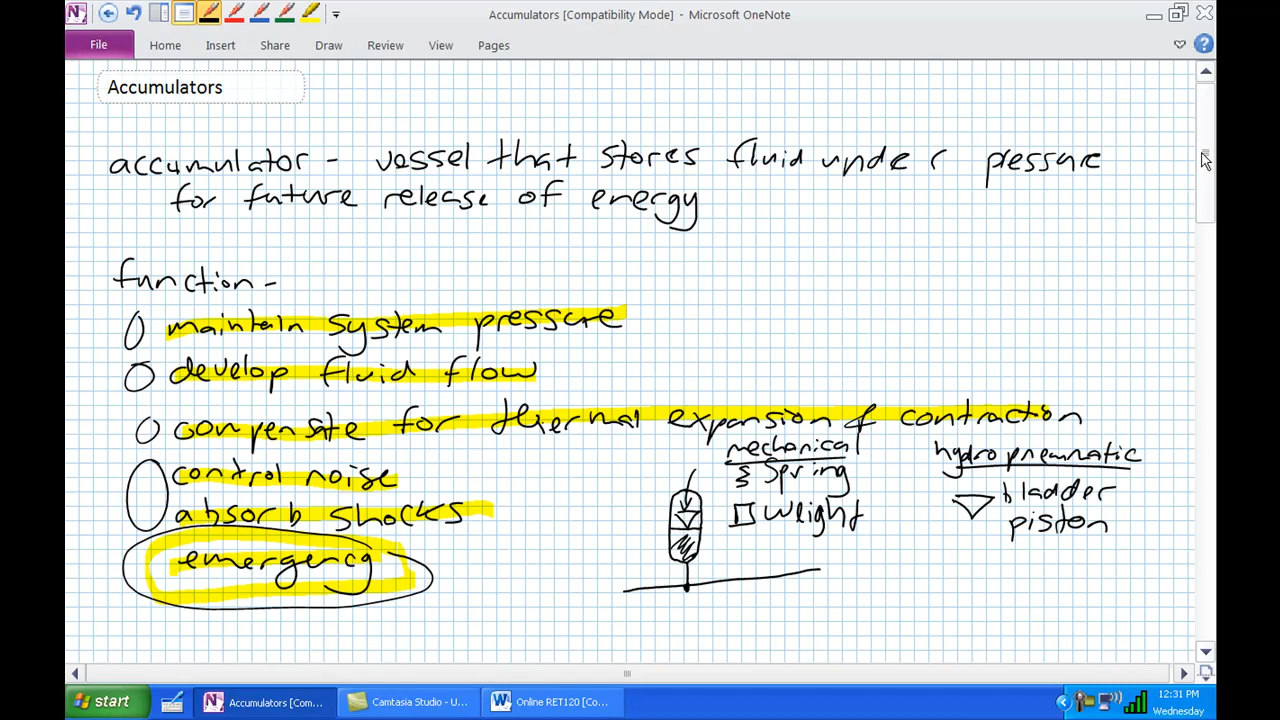 Accumulators [Compatibility Mode] - Microsoft OneNote
File Home Insert Share Draw Review View Pages
Accumulators
accumulator - vessel that stores fluid under pressure
for future release of energy
function -
maintain system pressure
develop fluid flow
compensate for thermal expansion & contraction
mechanical hydropneumatic
control noise
Spring
bladder
absorb shocks
weight
piston
emergency
start Accumulators [Com... Camtasia Studio - U... Online RET120 [Co...
12:31 PM
Wednesday